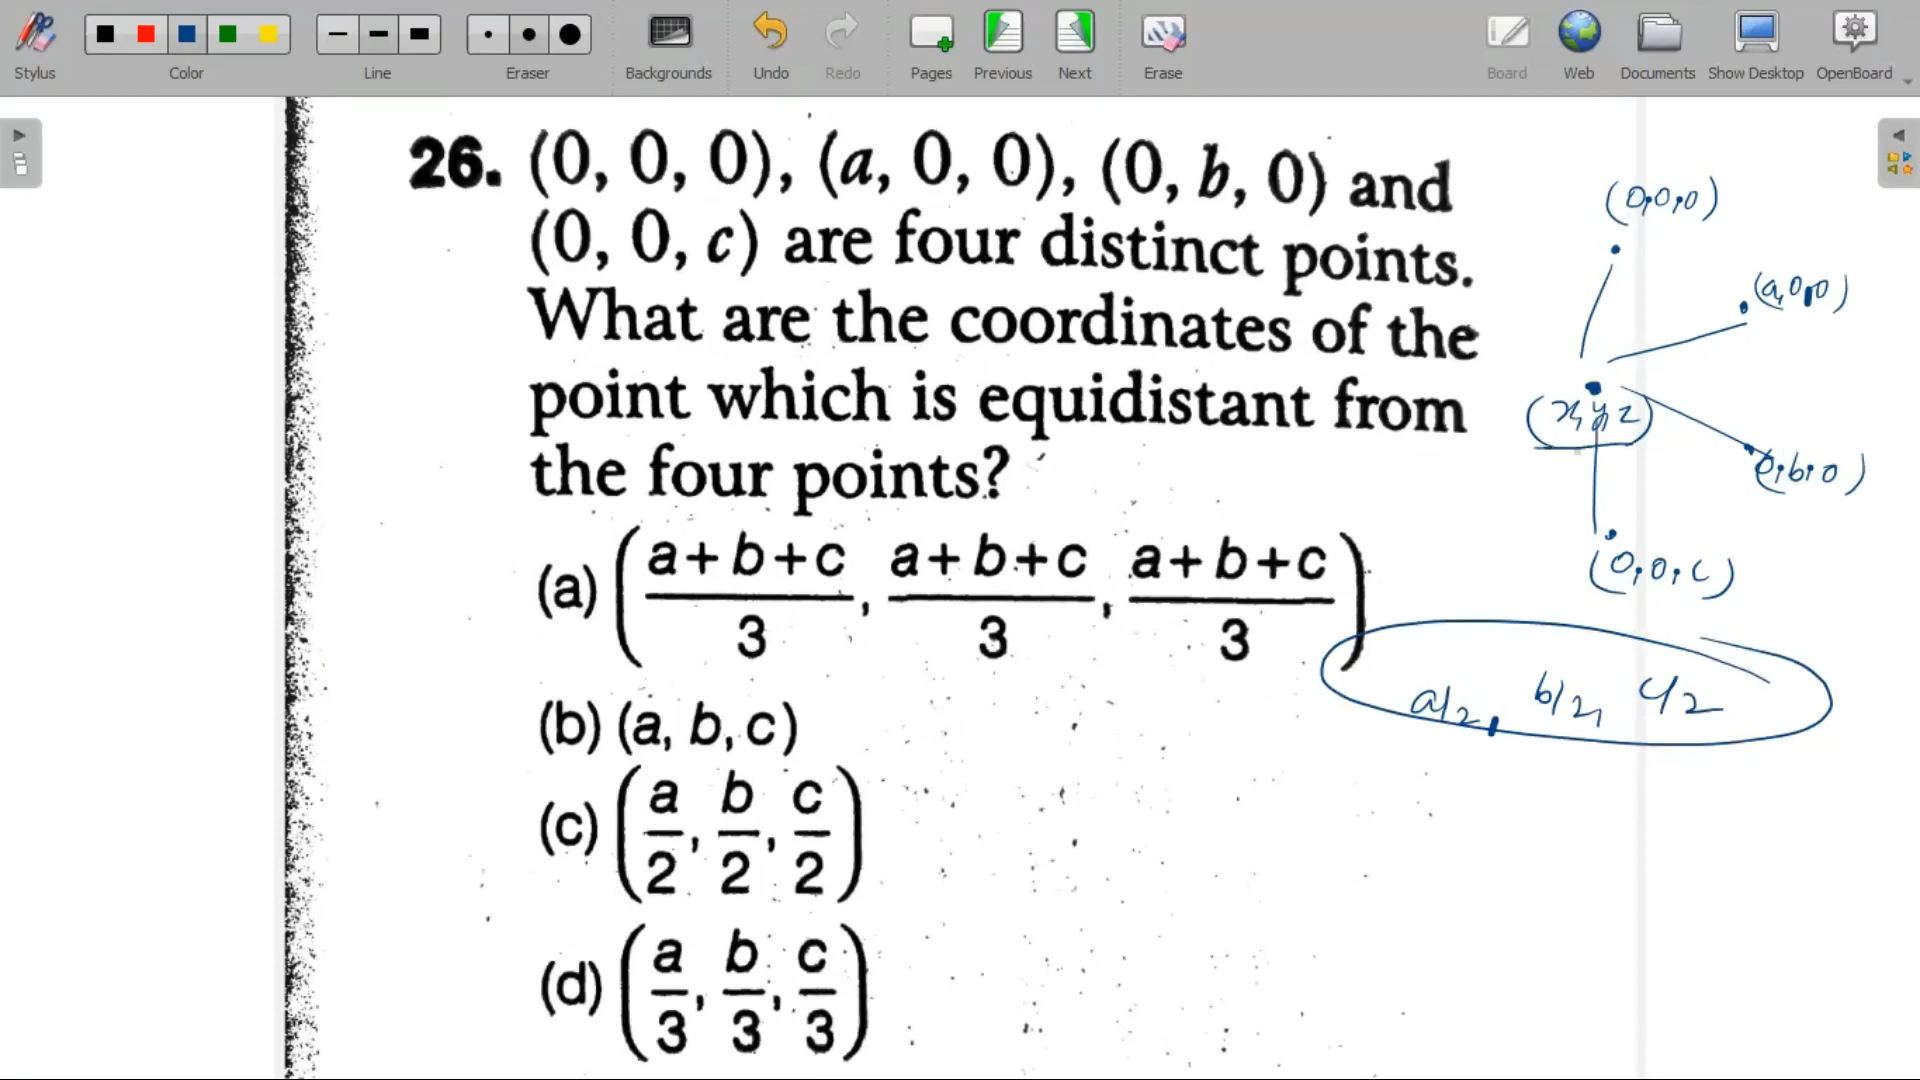 Stylus Color Line Eraser Backgrounds Undo Redo Pages Previous Next Erase Board Web Documents Show Desktop OpenBoard
26. (0, 0, 0), (a, 0, 0), (0, b, 0) and
(0, 0, c) are four distinct points.
What are the coordinates of the
point which is equidistant from
the four points?
(a) (a+b+c/3, a+b+c/3, a+b+c/3)
(b) (a, b, c)
(c) (a/2, b/2, c/2)
(d) (a/3, b/3, c/3)
(0,0,0)
(a,0,0)
(x,y,z)
(0,b,0)
(0,0,c)
a/2, b/2, c/2